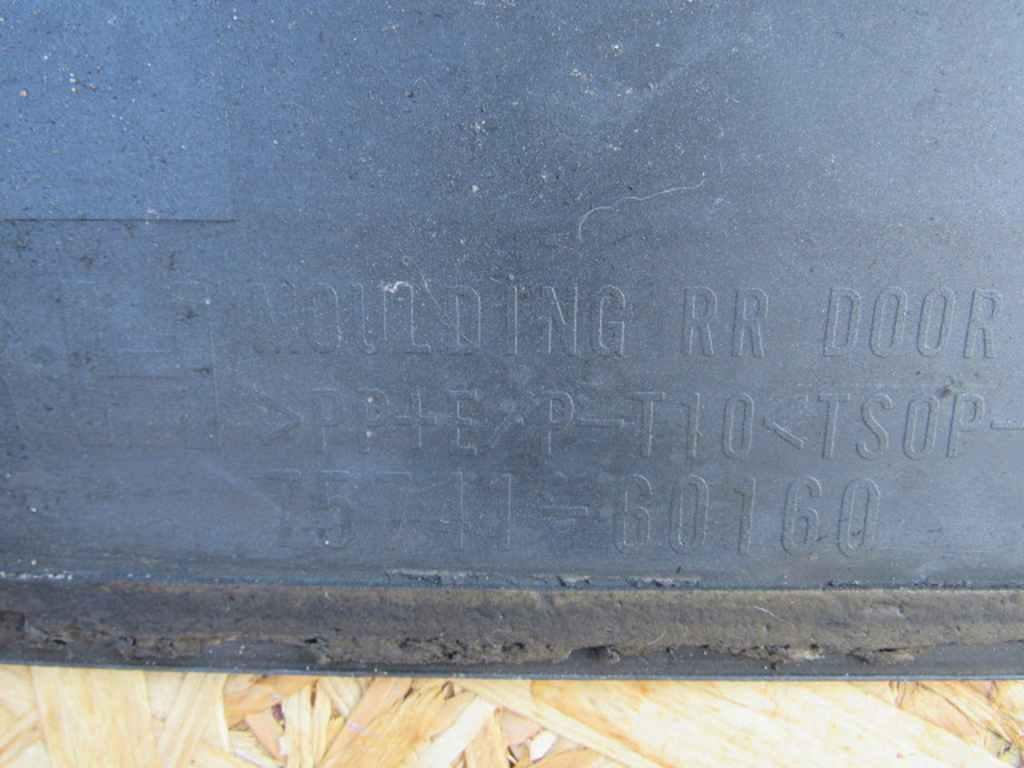 MOULDING RR DOOR
>PP+E/P-T10<TSOP-
75741-60160